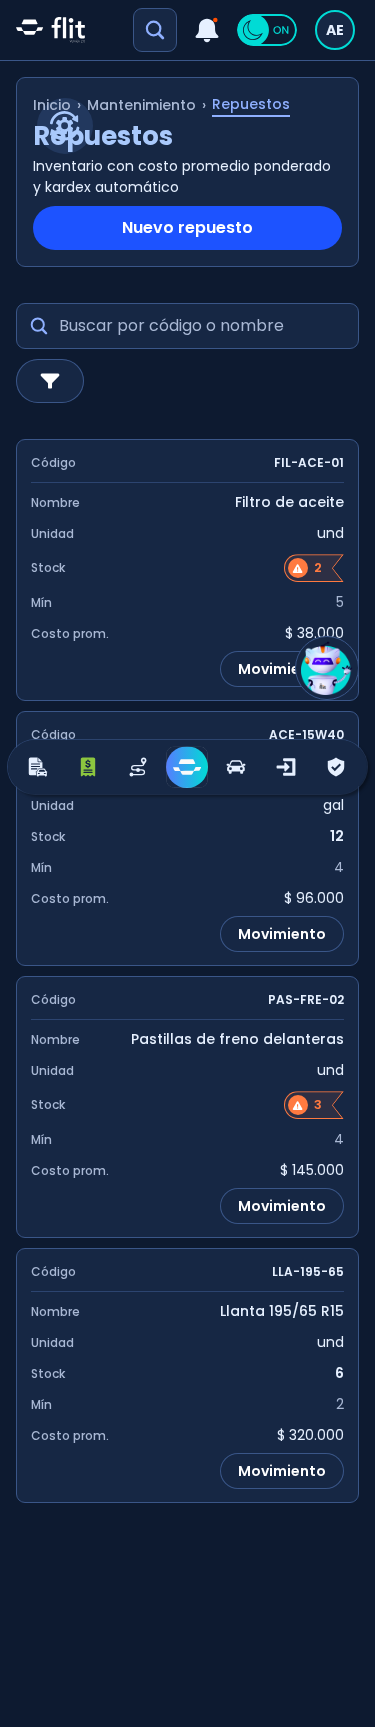 flit
ON
AE
Inicio › Mantenimiento › Repuestos
Repuestos
Inventario con costo promedio ponderado
y kardex automático
Nuevo repuesto
Buscar por código o nombre
Código FIL-ACE-01
Nombre Filtro de aceite
Unidad und
Stock 2
Mín 5
Costo prom. $ 38.000
Código ACE-15W40
Unidad gal
Stock 12
Mín 4
Costo prom. $ 96.000
Movimiento
Código PAS-FRE-02
Nombre Pastillas de freno delanteras
Unidad und
Stock 3
Mín 4
Costo prom. $ 145.000
Movimiento
Código LLA-195-65
Nombre Llanta 195/65 R15
Unidad und
Stock 6
Mín 2
Costo prom. $ 320.000
Movimiento